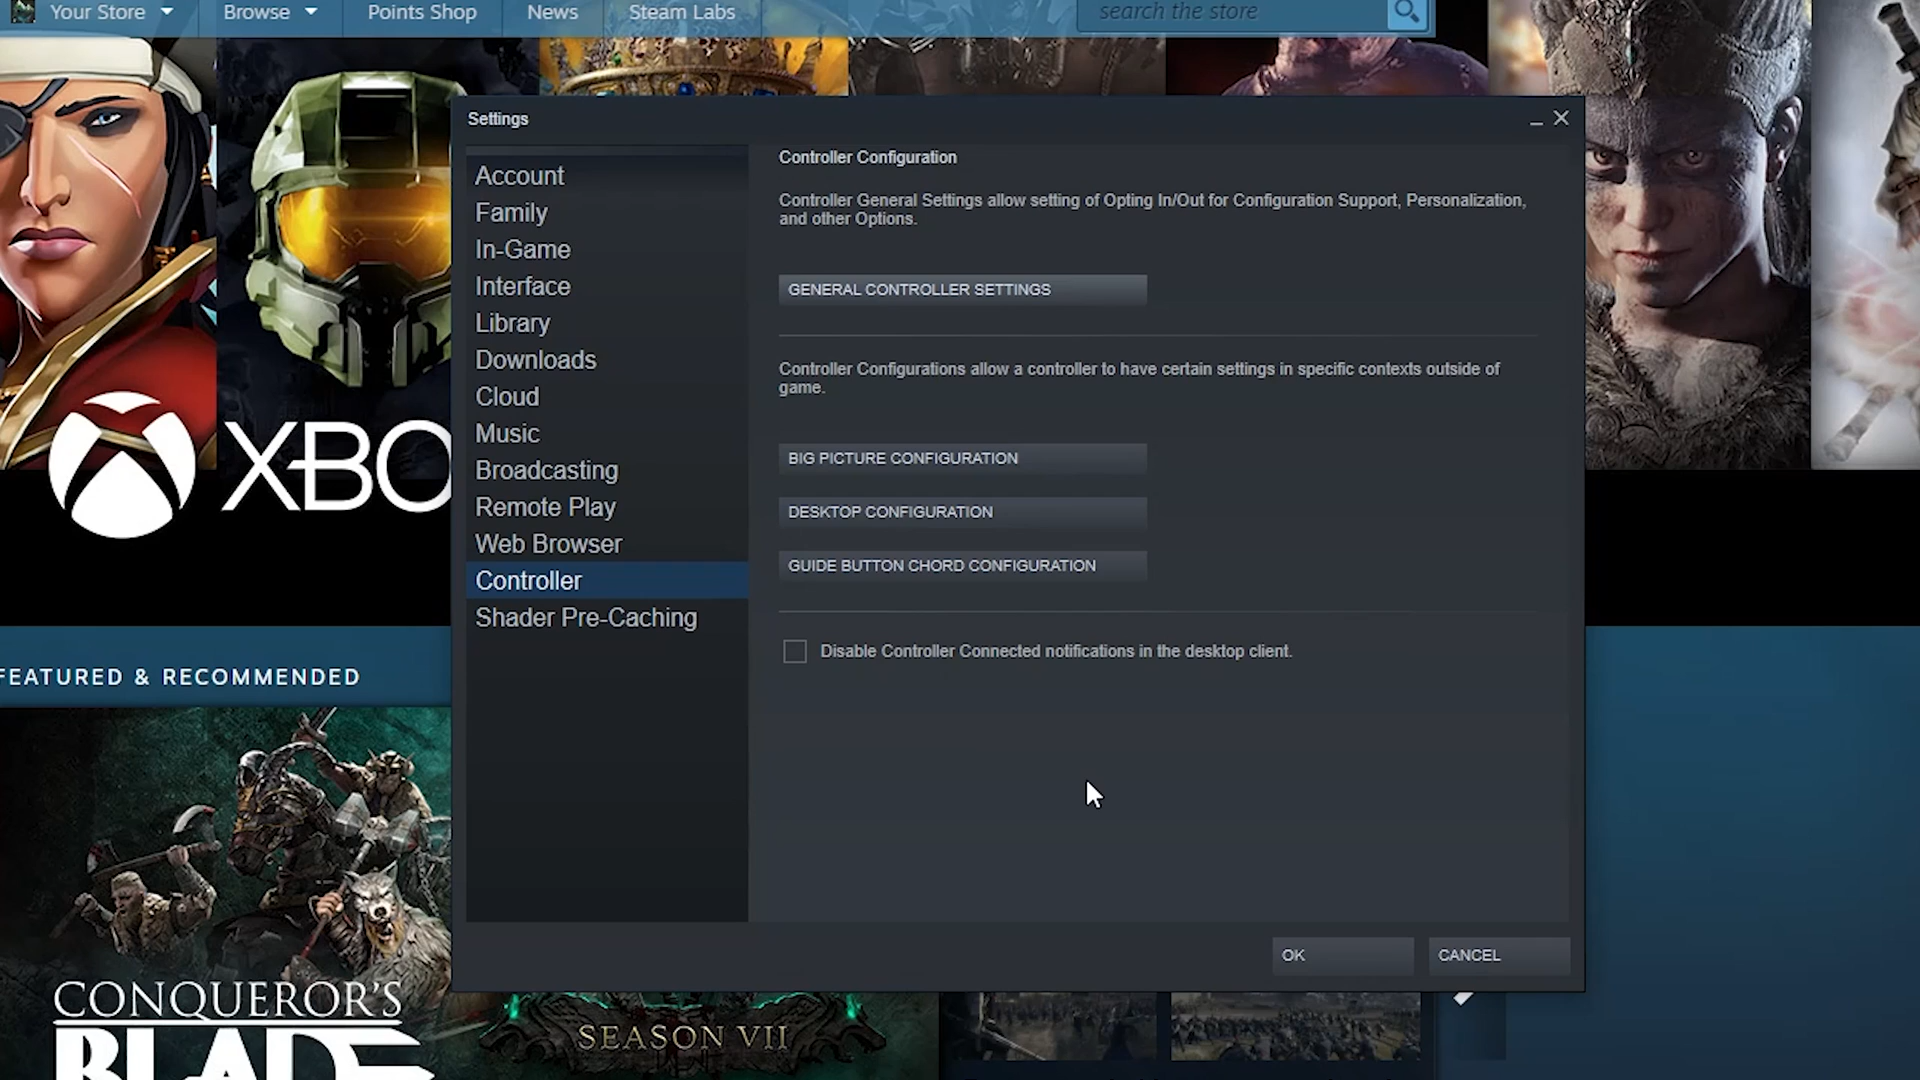 Your Store
Browse
Points Shop
News
Steam Labs
search the store
Settings
Account
Family
In-Game
Interface
Library
Downloads
Cloud
Music
Broadcasting
Remote Play
Web Browser
Controller
Shader Pre-Caching
Controller Configuration
Controller General Settings allow setting of Opting In/Out for Configuration Support, Personalization,
and other Options.
GENERAL CONTROLLER SETTINGS
Controller Configurations allow a controller to have certain settings in specific contexts outside of
game.
BIG PICTURE CONFIGURATION
DESKTOP CONFIGURATION
GUIDE BUTTON CHORD CONFIGURATION
Disable Controller Connected notifications in the desktop client.
OK
CANCEL
XBO
FEATURED & RECOMMENDED
CONQUEROR'S
BLADE
SEASON VII